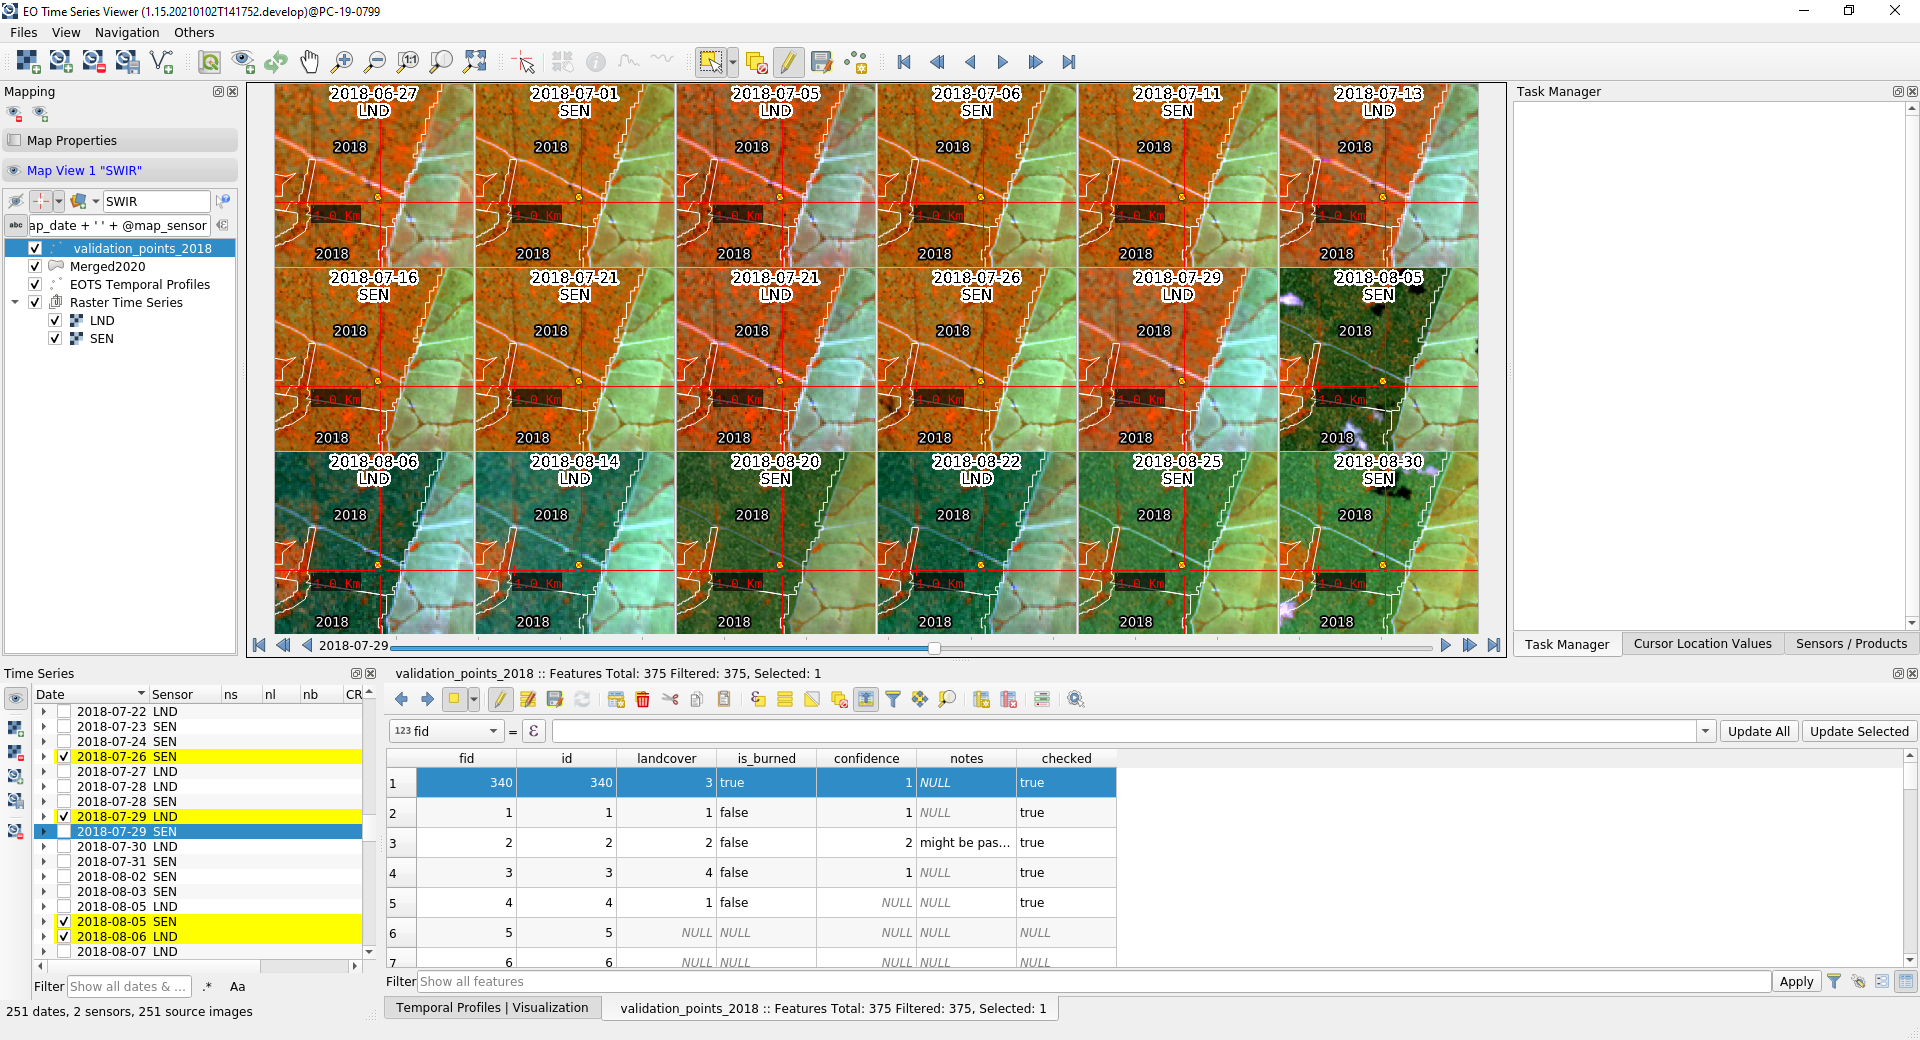 EO Time Series Viewer (1.15.20210102T141752.develop)@PC-19-0799
Files View Navigation Others
1:1
Mapping
Map Properties
Map View 1 "SWIR"
SWIR
abc ap_date + ' ' + @map_sensor
validation_points_2018
Merged2020
EOTS Temporal Profiles
Raster Time Series
LND
SEN
2018-06-27 LND 2018 1.0 Km 2018
2018-07-01 SEN 2018 1.0 Km 2018
2018-07-05 LND 2018 1.0 Km 2018
2018-07-06 SEN 2018 1.0 Km 2018
2018-07-11 SEN 2018 1.0 Km 2018
2018-07-13 LND 2018 1.0 Km 2018
2018-07-16 SEN 2018 1.0 Km 2018
2018-07-21 SEN 2018 1.0 Km 2018
2018-07-21 LND 2018 1.0 Km 2018
2018-07-26 SEN 2018 1.0 Km 2018
2018-07-29 LND 2018 1.0 Km 2018
2018-08-05 SEN 2018 1.0 Km 2018
2018-08-06 LND 2018 1.0 Km 2018
2018-08-14 LND 2018 1.0 Km 2018
2018-08-20 SEN 2018 1.0 Km 2018
2018-08-22 LND 2018 1.0 Km 2018
2018-08-25 SEN 2018 1.0 Km 2018
2018-08-30 SEN 2018 1.0 Km 2018
2018-07-29
Task Manager
Task Manager Cursor Location Values Sensors / Products
Time Series
Date Sensor ns nl nb CR
2018-07-22 LND
2018-07-23 SEN
2018-07-24 SEN
2018-07-26 SEN
2018-07-27 LND
2018-07-28 LND
2018-07-28 SEN
2018-07-29 LND
2018-07-29 SEN
2018-07-30 LND
2018-07-31 SEN
2018-08-02 SEN
2018-08-03 SEN
2018-08-05 LND
2018-08-05 SEN
2018-08-06 LND
2018-08-07 LND
Filter Show all dates & ... .* Aa
251 dates, 2 sensors, 251 source images
validation_points_2018 :: Features Total: 375 Filtered: 375, Selected: 1
123 fid = ε Update All Update Selected
fid id landcover is_burned confidence notes checked
1 340 340 3 true 1 NULL true
2 1 1 1 false 1 NULL true
3 2 2 2 false 2 might be pas... true
4 3 3 4 false 1 NULL true
5 4 4 1 false NULL NULL true
6 5 5 NULL NULL NULL NULL NULL
7 6 6 NULL NULL NULL NULL NULL
Filter Show all features Apply
Temporal Profiles | Visualization validation_points_2018 :: Features Total: 375 Filtered: 375, Selected: 1